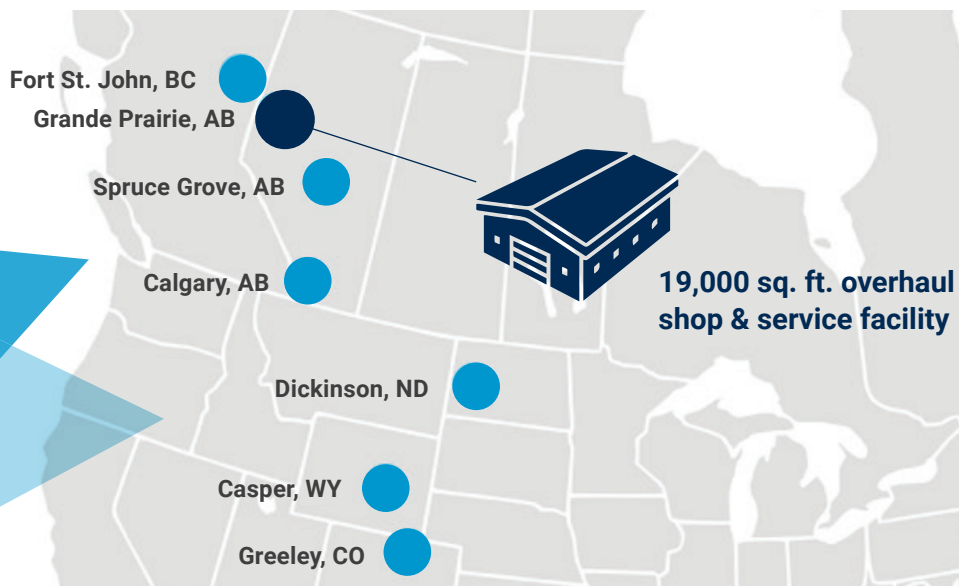 Fort St. John, BC
Grande Prairie, AB
Spruce Grove, AB
Calgary, AB
19,000 sq. ft. overhaul
shop & service facility
Dickinson, ND
Casper, WY
Greeley, CO